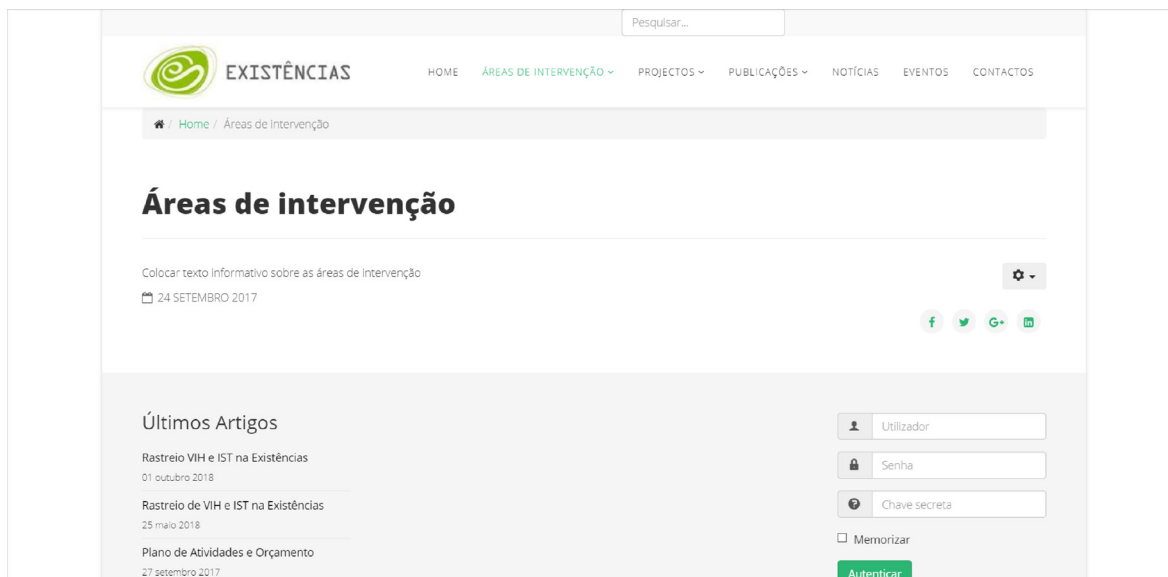 Pesquisar...
EXISTÊNCIAS
HOME ÁREAS DE INTERVENÇÃO PROJECTOS PUBLICAÇÕES NOTÍCIAS EVENTOS CONTACTOS
/ Home / Áreas de intervenção
Áreas de intervenção
Colocar texto informativo sobre as áreas de intervenção
24 SETEMBRO 2017
Últimos Artigos
Rastreio VIH e IST na Existências
01 outubro 2018
Rastreio de VIH e IST na Existências
25 maio 2018
Plano de Atividades e Orçamento
27 setembro 2017
Utilizador
Senha
Chave secreta
Memorizar
Autenticar